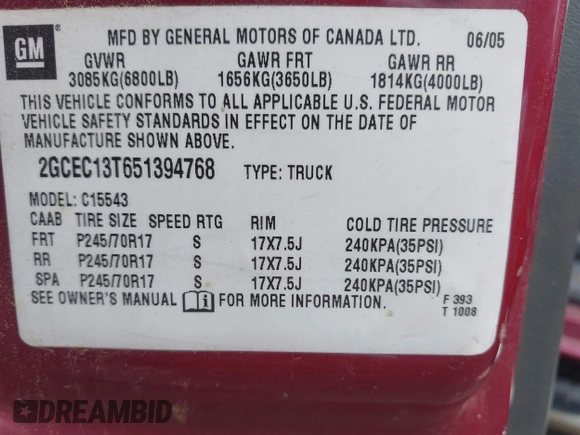 GM
MFD BY GENERAL MOTORS OF CANADA LTD. 06/05
GVWR GAWR FRT GAWR RR
3085KG(6800LB) 1656KG(3650LB) 1814KG(4000LB)
THIS VEHICLE CONFORMS TO ALL APPLICABLE U.S. FEDERAL MOTOR
VEHICLE SAFETY STANDARDS IN EFFECT ON THE DATE OF
MANUFACTURE SHOWN ABOVE.
2GCEC13T651394768 TYPE: TRUCK
MODEL: C15543
CAAB TIRE SIZE SPEED RTG RIM COLD TIRE PRESSURE
FRT P245/70R17 S 17X7.5J 240KPA(35PSI)
RR P245/70R17 S 17X7.5J 240KPA(35PSI)
SPA P245/70R17 S 17X7.5J 240KPA(35PSI)
SEE OWNER'S MANUAL FOR MORE INFORMATION. F 393
T 1008
DREAMBID